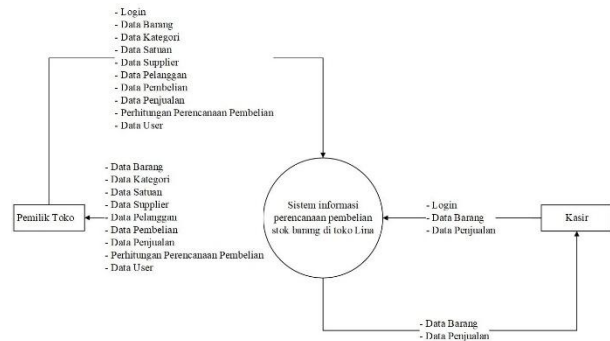 - Login
- Data Barang
- Data Kategori
- Data Satuan
- Data Supplier
- Data Pelanggan
- Data Pembelian
- Data Penjualan
- Perhitungan Perencanaan Pembelian
- Data User
Pemilik Toko
- Data Barang
- Data Kategori
- Data Satuan
- Data Supplier
- Data Pelanggan
- Data Pembelian
- Data Penjualan
- Perhitungan Perencanaan Pembelian
- Data User
Sistem informasi
perencanaan pembelian
stok barang di toko Lina
- Login
- Data Barang
- Data Penjualan
Kasir
- Data Barang
- Data Penjualan